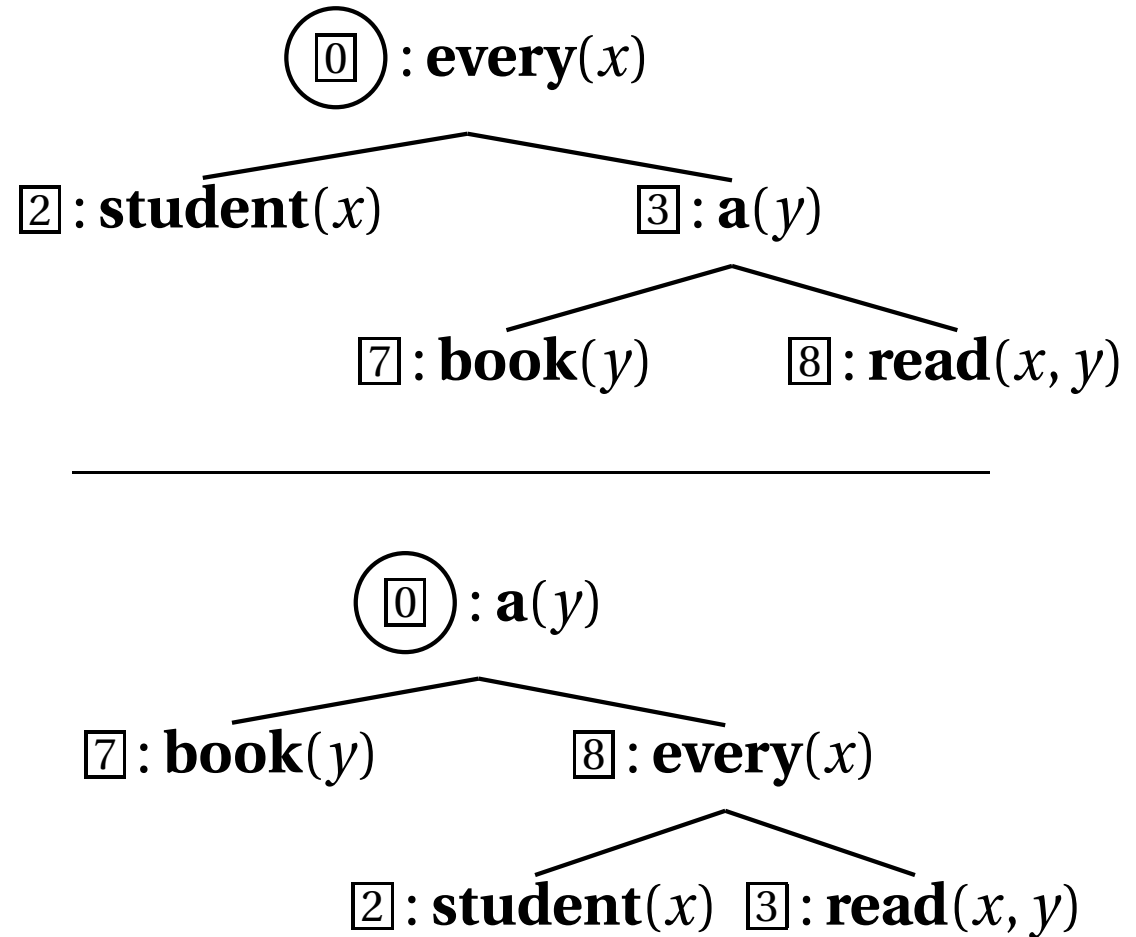 0 : every(x)
2 : student(x) 3 : a(y)
7 : book(y) 8 : read(x, y)
0 : a(y)
7 : book(y) 8 : every(x)
2 : student(x) 3 : read(x, y)